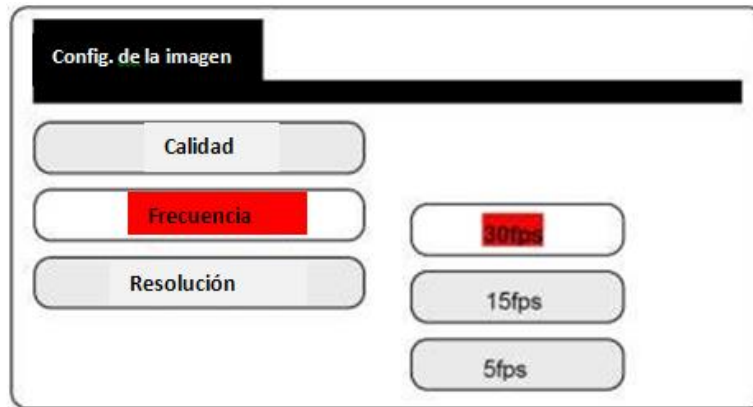 Config. de la imagen
Calidad
Frecuencia
Resolución
30fps
15fps
5fps